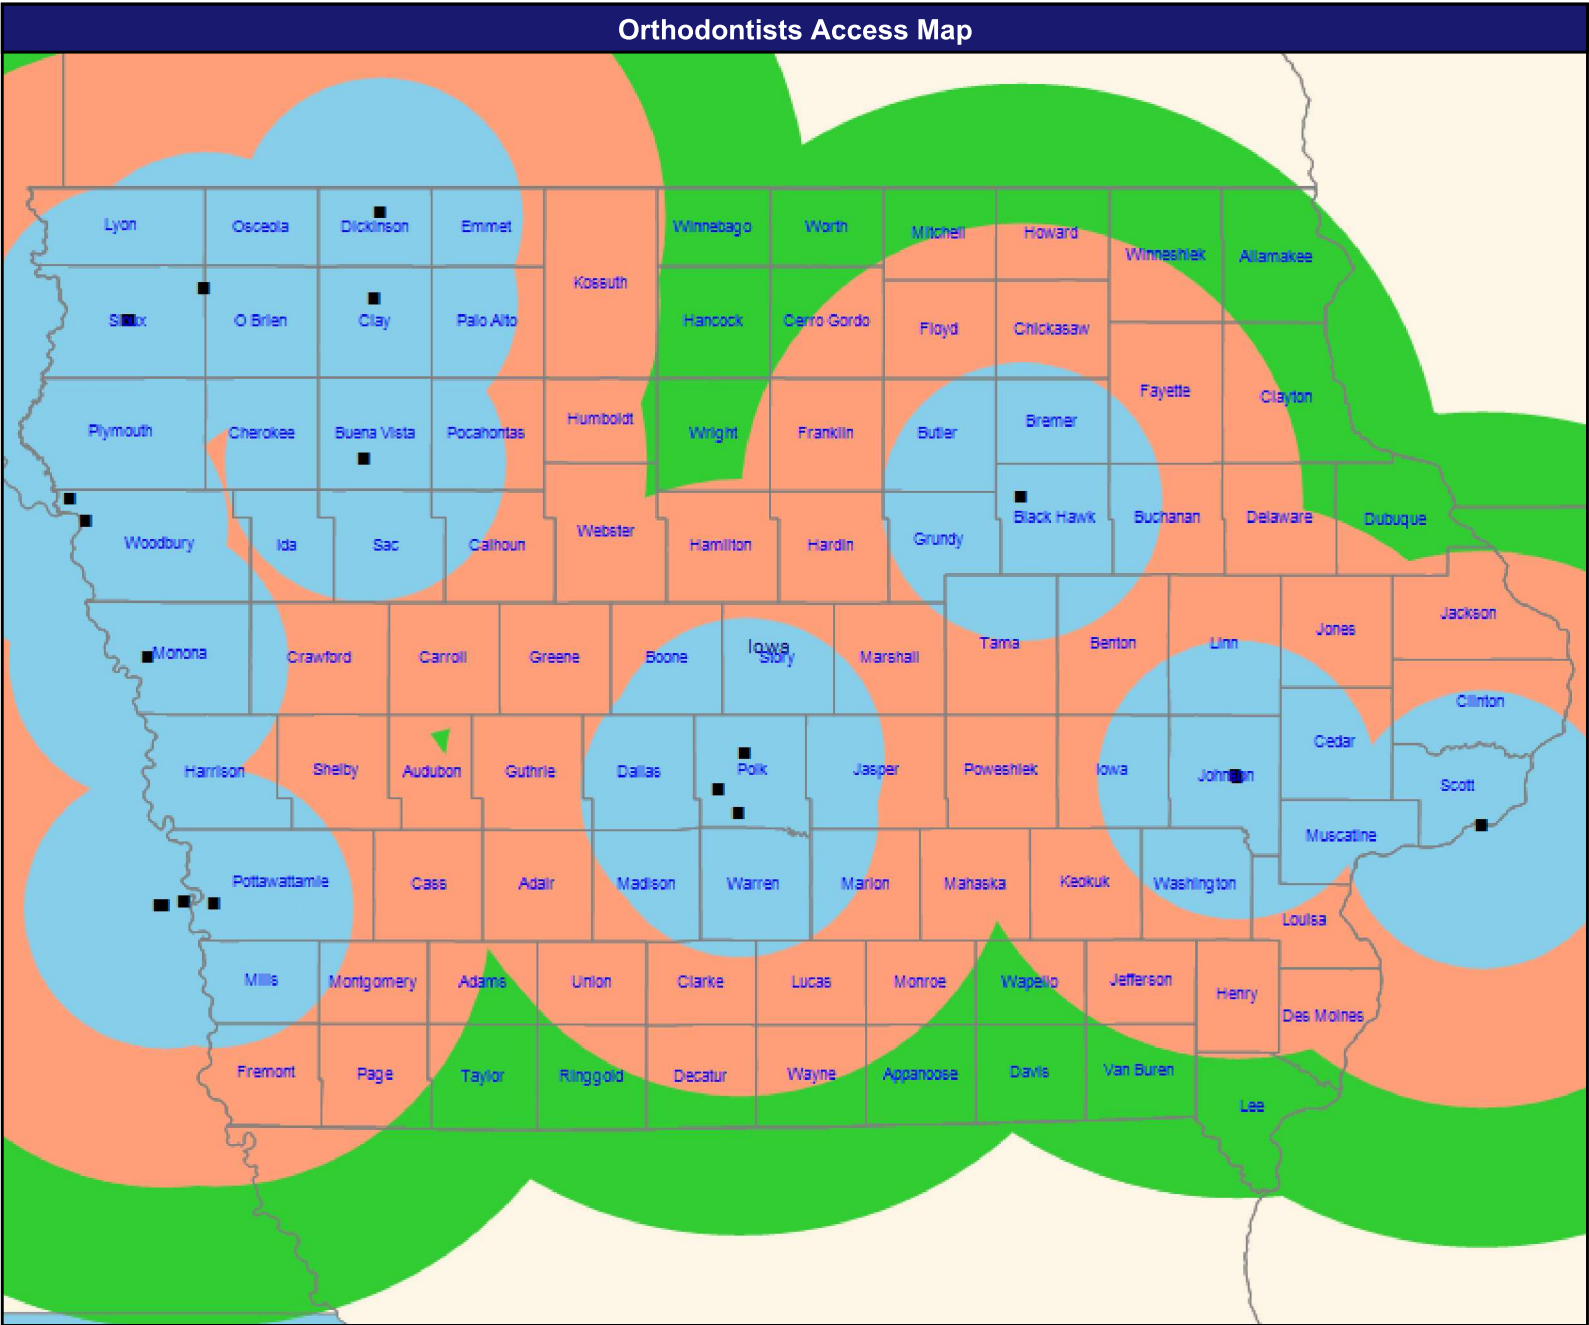 Orthodontists Access Map
Lyon
Osceola
Dickinson
Emmet
Kossuth
Winnebago
Worth
Mitchell
Howard
Winneshiek
Allamakee
Sioux
O Brien
Clay
Palo Alto
Hancock
Cerro Gordo
Floyd
Chickasaw
Fayette
Clayton
Plymouth
Cherokee
Buena Vista
Pocahontas
Humboldt
Wright
Franklin
Butler
Bremer
Woodbury
Ida
Sac
Calhoun
Webster
Hamilton
Hardin
Grundy
Black Hawk
Buchanan
Delaware
Dubuque
Monona
Crawford
Carroll
Greene
Boone
Iowa
Story
Marshall
Tama
Benton
Linn
Jones
Jackson
Clinton
Harrison
Shelby
Audubon
Guthrie
Dallas
Polk
Jasper
Poweshiek
Iowa
Johnson
Cedar
Scott
Muscatine
Pottawattamie
Cass
Adair
Madison
Warren
Marion
Mahaska
Keokuk
Washington
Louisa
Mills
Montgomery
Adams
Union
Clarke
Lucas
Monroe
Wapello
Jefferson
Henry
Des Moines
Fremont
Page
Taylor
Ringgold
Decatur
Wayne
Appanoose
Davis
Van Buren
Lee